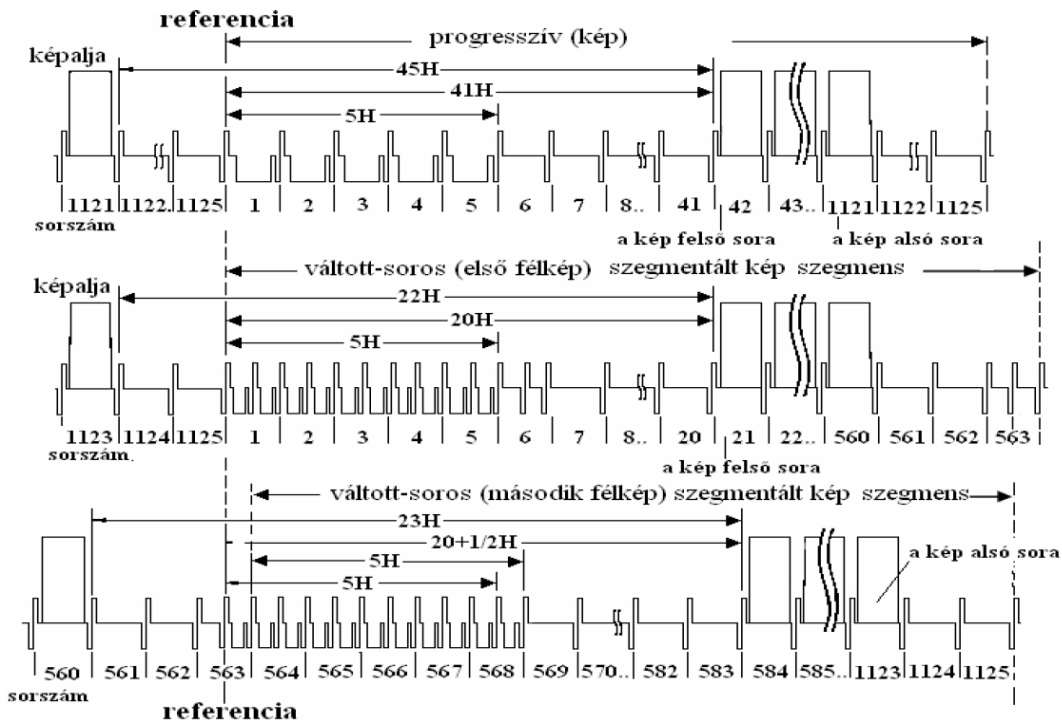 referencia
progresszív (kép)
képalja
45H
41H
5H
1121 1122. 1125 1 2 3 4 5 6 7 8.. 41 42 43.. 1121 1122 1125
sorszám
a kép felső sora a kép alsó sora
váltott-soros (első félkép) szegmentált kép szegmens
képalja
22H
20H
5H
1123 1124 1125 1 2 3 4 5 6 7 8.. 20 21 22.. 560 561 562 563
sorszám.
a kép felső sora
váltott-soros (második félkép) szegmentált kép szegmens
23H
20+1/2H
a kép alsó sora
5H
5H
560 561 562 563 564 565 566 567 568 569 570.. 582 583 584 585.. 1123 1124 1125
sorszám
referencia